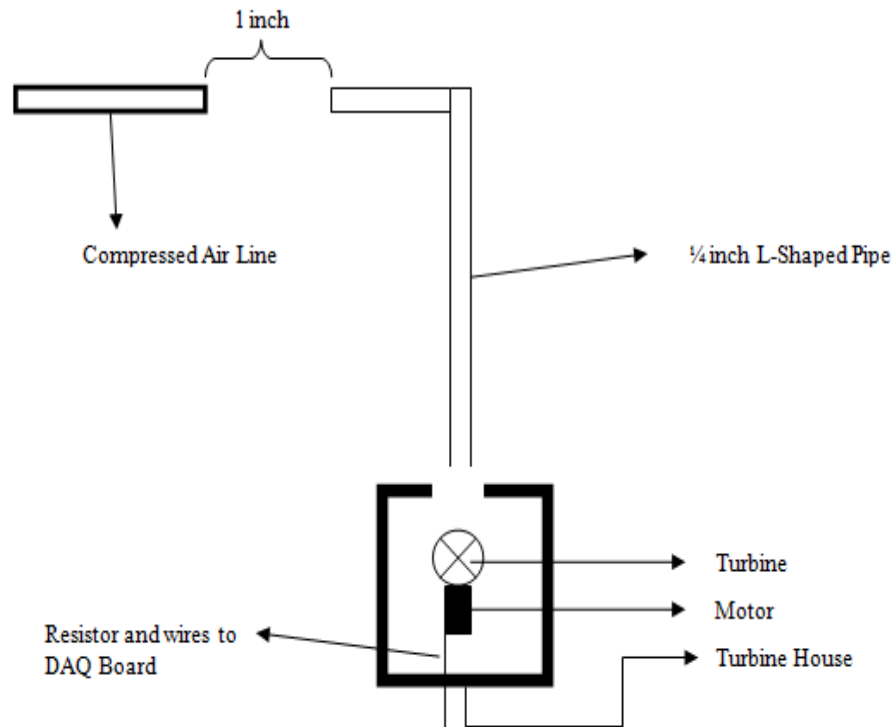 1 inch
Compressed Air Line
¼ inch L-Shaped Pipe
Turbine
Motor
Resistor and wires to
DAQ Board
Turbine House